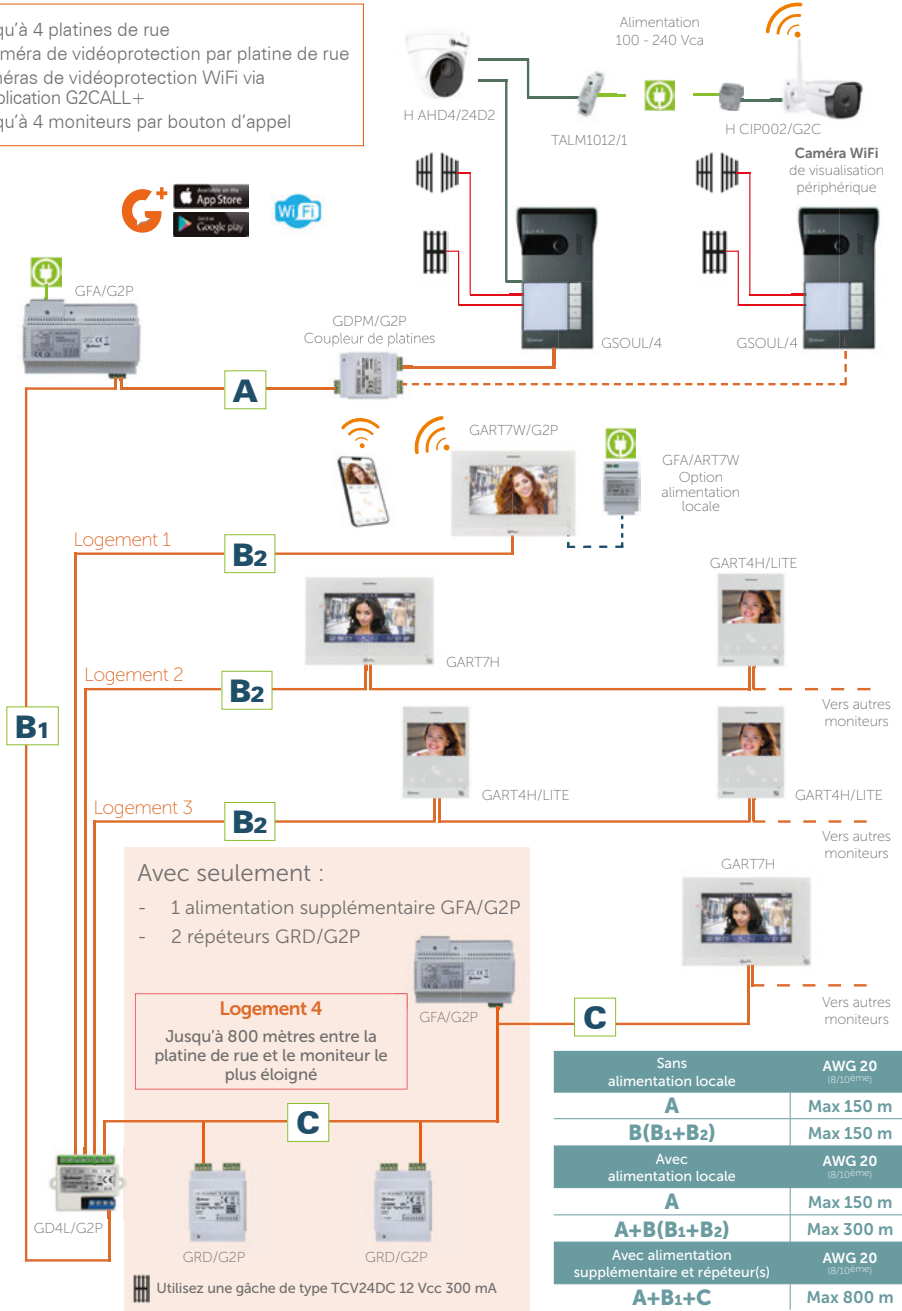 qu'à 4 platines de rue
méra de vidéoprotection par platine de rue
méras de vidéoprotection WiFi via
plication G2CALL+
qu'à 4 moniteurs par bouton d'appel
Alimentation
100 - 240 Vca
H AHD4/24D2
TALM1012/1
H CIP002/G2C
Caméra WiFi
de visualisation
périphérique
G+
Available on the
App Store
Get it on
Google play
WiFi
GFA/G2P
GDPM/G2P
Coupleur de platines
GSOUL/4
GSOUL/4
A
GART7W/G2P
GFA/ART7W
Option
alimentation
locale
Logement 1
B2
GART4H/LITE
GART7H
Logement 2
B2
Vers autres
moniteurs
B1
GART4H/LITE
GART4H/LITE
Logement 3
B2
Vers autres
moniteurs
Avec seulement :
- 1 alimentation supplémentaire GFA/G2P
- 2 répéteurs GRD/G2P
GART7H
GFA/G2P
Vers autres
moniteurs
C
Logement 4
Jusqu'à 800 mètres entre la
platine de rue et le moniteur le
plus éloigné
C
GD4L/G2P
GRD/G2P
GRD/G2P
Utilisez une gâche de type TCV24DC 12 Vcc 300 mA
Sans
alimentation locale
AWG 20
(8/10ème)
A Max 150 m
B(B1+B2) Max 150 m
Avec
alimentation locale
AWG 20
(8/10ème)
A Max 150 m
A+B(B1+B2) Max 300 m
Avec alimentation
supplémentaire et répéteur(s)
AWG 20
(8/10ème)
A+B1+C Max 800 m